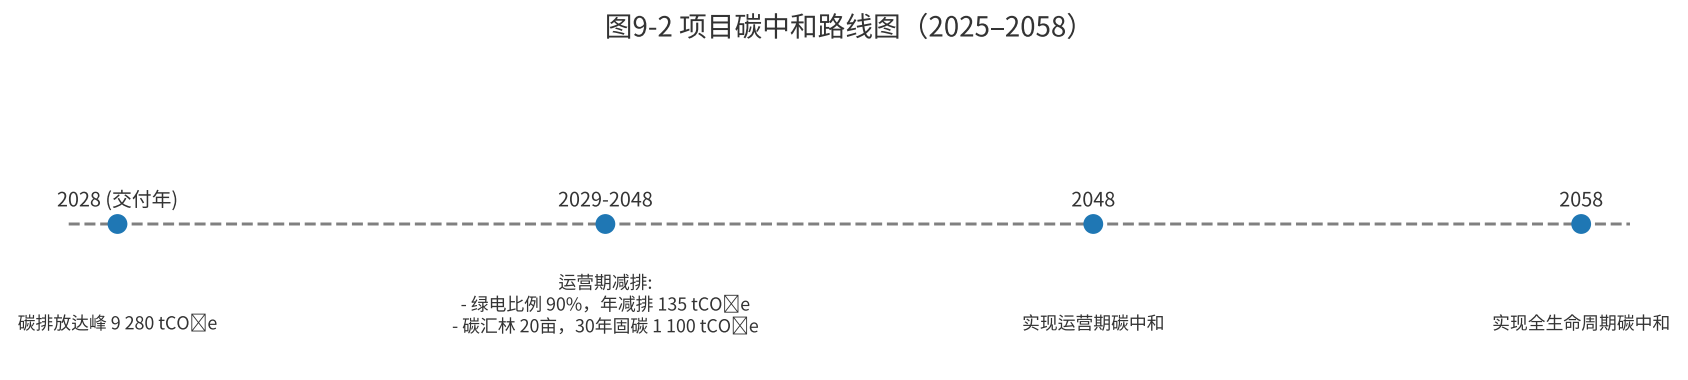 图9-2 项目碳中和路线图（2025–2058）
2028 (交付年)
2029-2048
2048
2058
碳排放达峰 9 280 tCO☒e
运营期减排:
- 绿电比例 90%，年减排 135 tCO☒e
- 碳汇林 20亩，30年固碳 1 100 tCO☒e
实现运营期碳中和
实现全生命周期碳中和